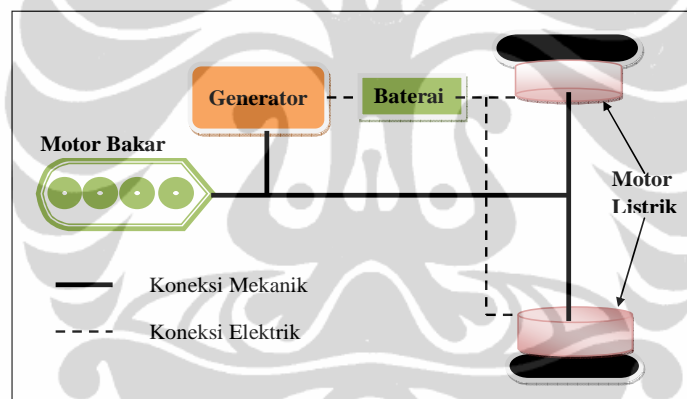 Generator
Baterai
Motor Bakar
Motor
Listrik
Koneksi Mekanik
Koneksi Elektrik